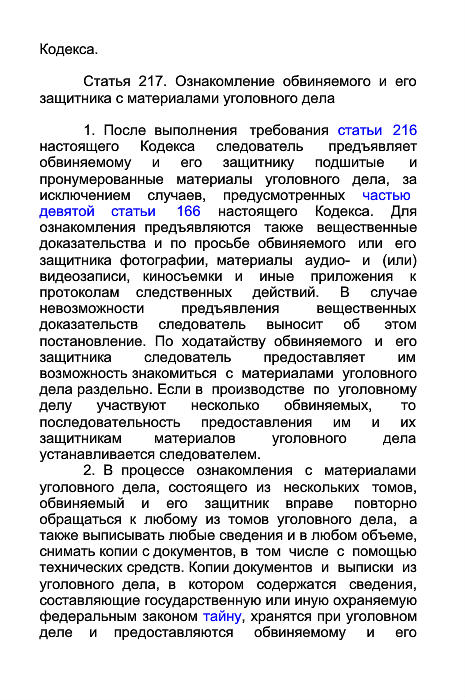 Кодекса.
Статья 217. Ознакомление обвиняемого и его
защитника с материалами уголовного дела
1. После выполнения требования статьи 216
настоящего Кодекса следователь предъявляет
обвиняемому и его защитнику подшитые и
пронумерованные материалы уголовного дела, за
исключением случаев, предусмотренных частью
девятой статьи 166 настоящего Кодекса. Для
ознакомления предъявляются также вещественные
доказательства и по просьбе обвиняемого или его
защитника фотографии, материалы аудио- и (или)
видеозаписи, киносъемки и иные приложения к
протоколам следственных действий. В случае
невозможности предъявления вещественных
доказательств следователь выносит об этом
постановление. По ходатайству обвиняемого и его
защитника следователь предоставляет им
возможность знакомиться с материалами уголовного
дела раздельно. Если в производстве по уголовному
делу участвуют несколько обвиняемых, то
последовательность предоставления им и их
защитникам материалов уголовного дела
устанавливается следователем.
2. В процессе ознакомления с материалами
уголовного дела, состоящего из нескольких томов,
обвиняемый и его защитник вправе повторно
обращаться к любому из томов уголовного дела, а
также выписывать любые сведения и в любом объеме,
снимать копии с документов, в том числе с помощью
технических средств. Копии документов и выписки из
уголовного дела, в котором содержатся сведения,
составляющие государственную или иную охраняемую
федеральным законом тайну, хранятся при уголовном
деле и предоставляются обвиняемому и его